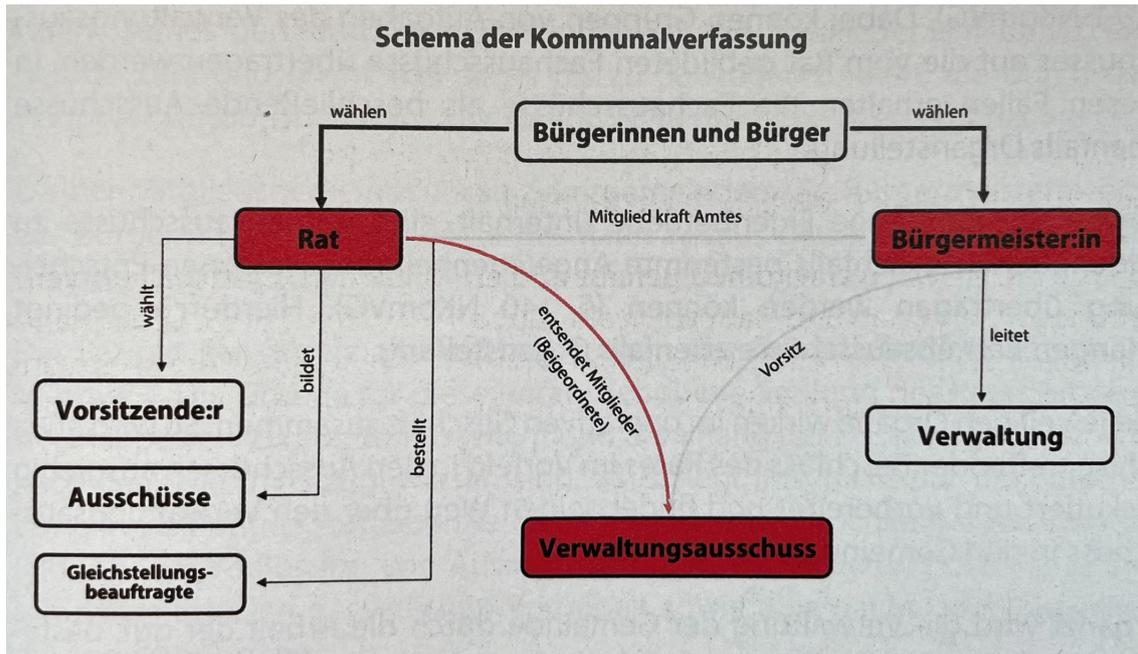 Schema der Kommunalverfassung
wählen
Bürgerinnen und Bürger
wählen
Rat
Mitglied kraft Amtes
Bürgermeister:in
wählt
bildet
bestellt
entsendet Mitglieder
(Beigeordnete)
Vorsitz
leitet
Vorsitzende:r
Verwaltung
Ausschüsse
Verwaltungsausschuss
Gleichstellungs-
beauftragte